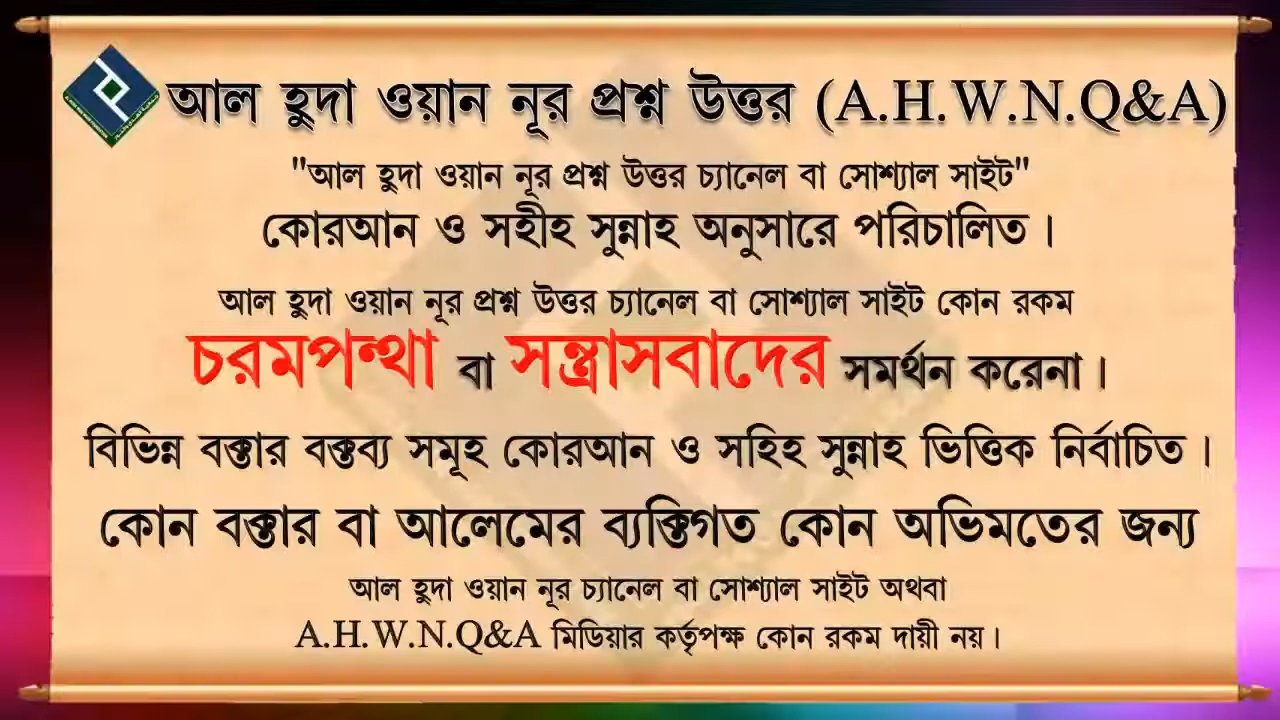 আল হুদা ওয়ান নূর প্রশ্ন উত্তর (A.H.W.N.Q&A)
"আল হুদা ওয়ান নূর প্রশ্ন উত্তর চ্যানেল বা সোশ্যাল সাইট"
কোরআন ও সহীহ সুন্নাহ অনুসারে পরিচালিত ।
আল হুদা ওয়ান নূর প্রশ্ন উত্তর চ্যানেল বা সোশ্যাল সাইট কোন রকম
চরমপন্থা বা সন্ত্রাসবাদের সমর্থন করেনা ।
বিভিন্ন বক্তার বক্তব্য সমূহ কোরআন ও সহিহ সুন্নাহ ভিত্তিক নির্বাচিত ।
কোন বক্তার বা আলেমের ব্যক্তিগত কোন অভিমতের জন্য
আল হুদা ওয়ান নূর চ্যানেল বা সোশ্যাল সাইট অথবা
A.H.W.N.Q&A মিডিয়ার কর্তৃপক্ষ কোন রকম দায়ী নয় ।